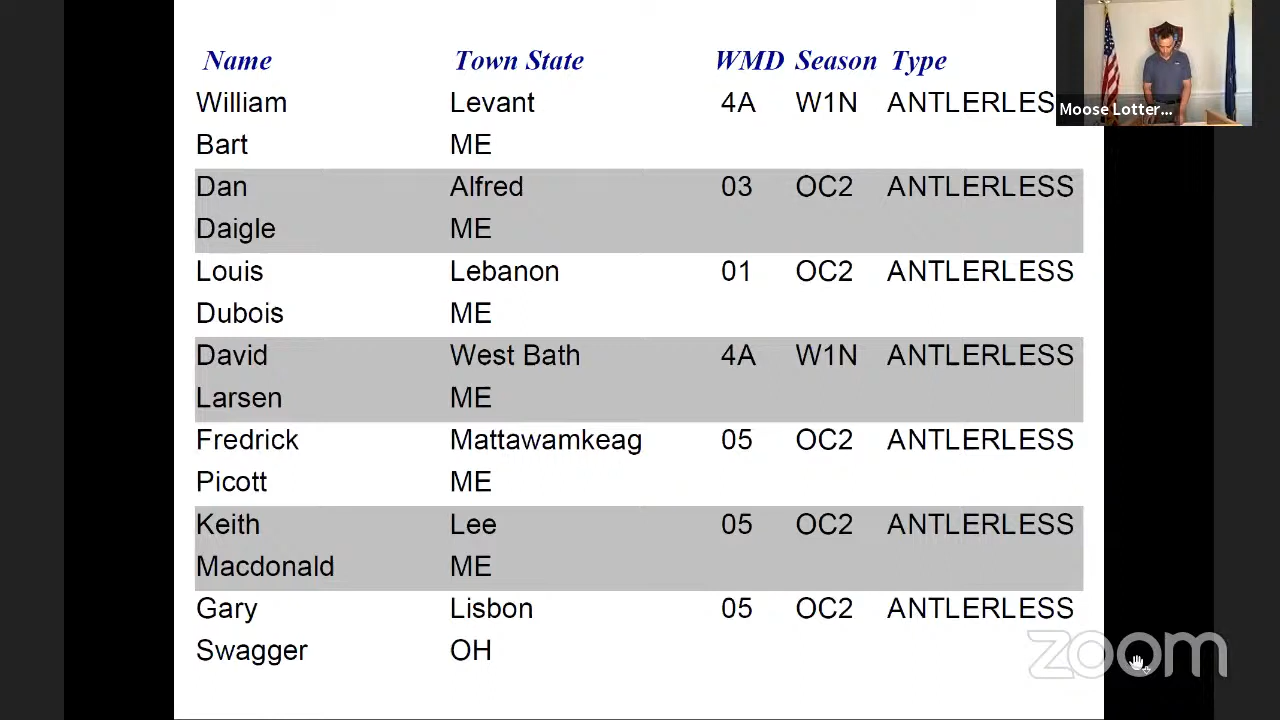 Name Town State WMD Season Type
William Levant 4A W1N ANTLERLES
Bart ME
Dan Alfred 03 OC2 ANTLERLESS
Daigle ME
Louis Lebanon 01 OC2 ANTLERLESS
Dubois ME
David West Bath 4A W1N ANTLERLESS
Larsen ME
Fredrick Mattawamkeag 05 OC2 ANTLERLESS
Picott ME
Keith Lee 05 OC2 ANTLERLESS
Macdonald ME
Gary Lisbon 05 OC2 ANTLERLESS
Swagger OH
Moose Lotter...
zoom